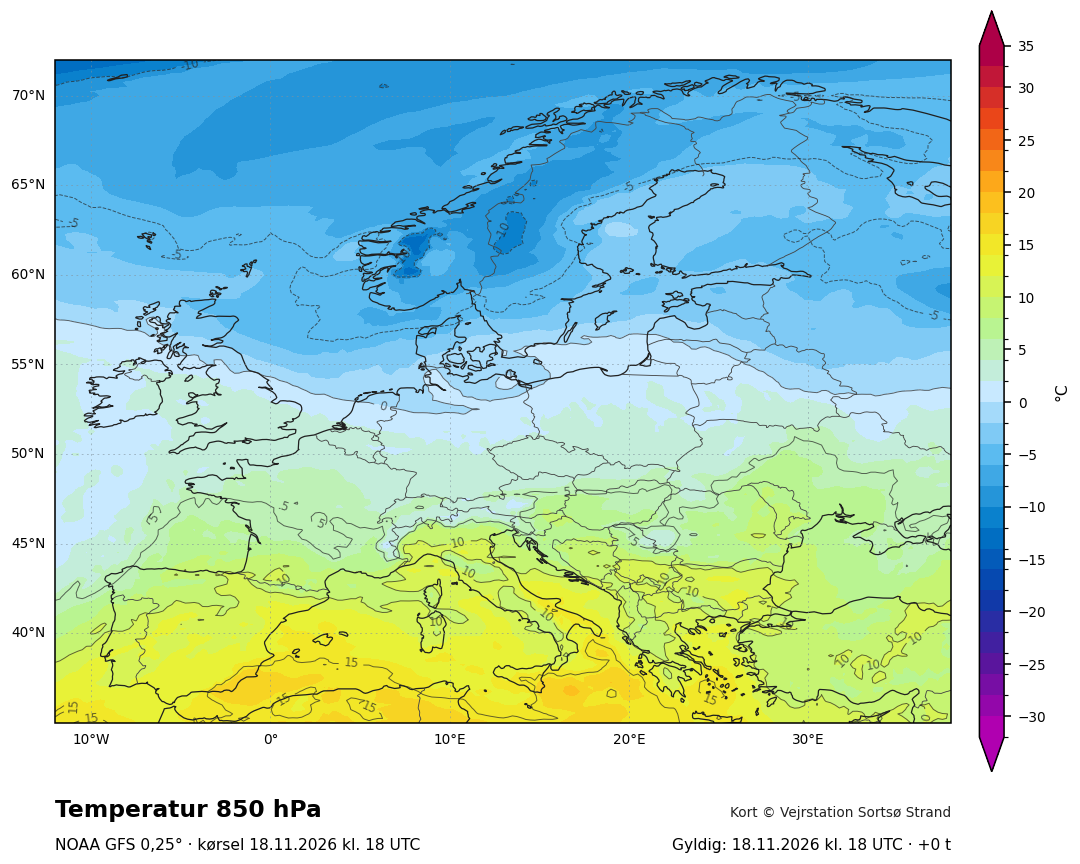 70°N
65°N
60°N
55°N
50°N
45°N
40°N
10°W
0°
10°E
20°E
30°E
35
30
25
20
15
10
5
0
−5
−10
−15
−20
−25
−30
°C
Temperatur 850 hPa
Kort © Vejrstation Sortsø Strand
NOAA GFS 0,25° · kørsel 18.11.2026 kl. 18 UTC
Gyldig: 18.11.2026 kl. 18 UTC · +0 t